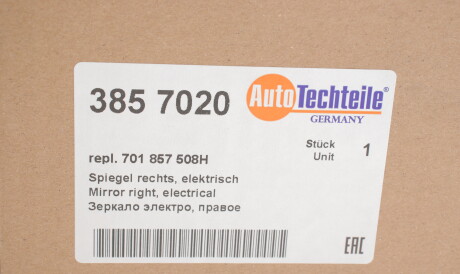 385 7020
AutoTechteile®
GERMANY
Stück
Unit 1
repl. 701 857 508H
Spiegel rechts, elektrisch
Mirror right, electrical
Зеркало электро, правое
EAC